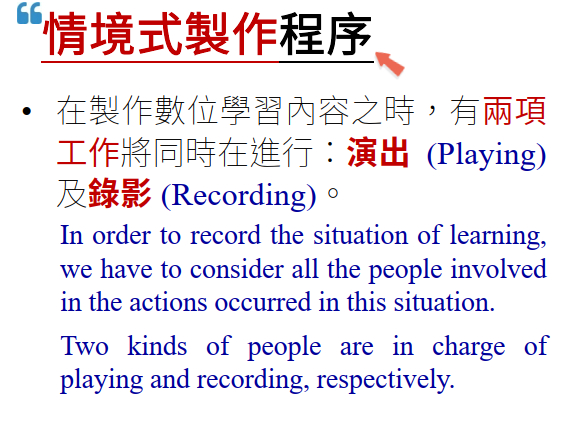 情境式製作程序
• 在製作數位學習內容之時，有兩項
工作將同時在進行：演出 (Playing)
及錄影 (Recording)。
In order to record the situation of learning,
we have to consider all the people involved
in the actions occurred in this situation.
Two kinds of people are in charge of
playing and recording, respectively.